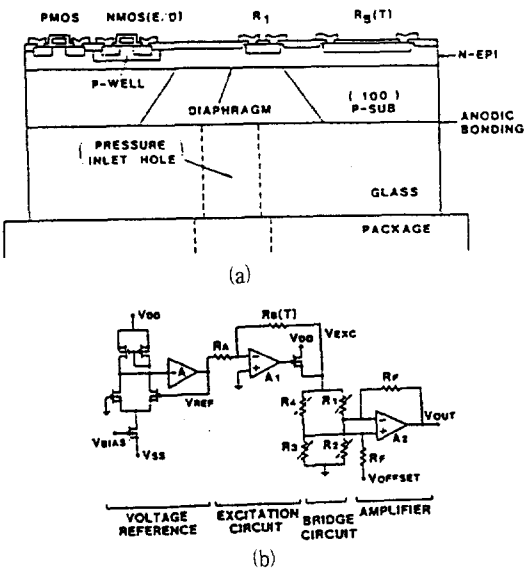 PMOS NMOS(E/D) R1 RB(T)
N-EPI
P-WELL
DIAPHRAGM
(100)
P-SUB
ANODIC
BONDING
(PRESSURE
INLET HOLE)
GLASS
PACKAGE
(a)
VDD
RB(T)
RA
VEXC
VDD
A
A1
VREF
R4 R1
RF
VOUT
A2
VBIAS
R3 R2
RF
VSS
VOFFSET
VOLTAGE
REFERENCE
EXCITATION
CIRCUIT
BRIDGE
CIRCUIT
AMPLIFIER
(b)